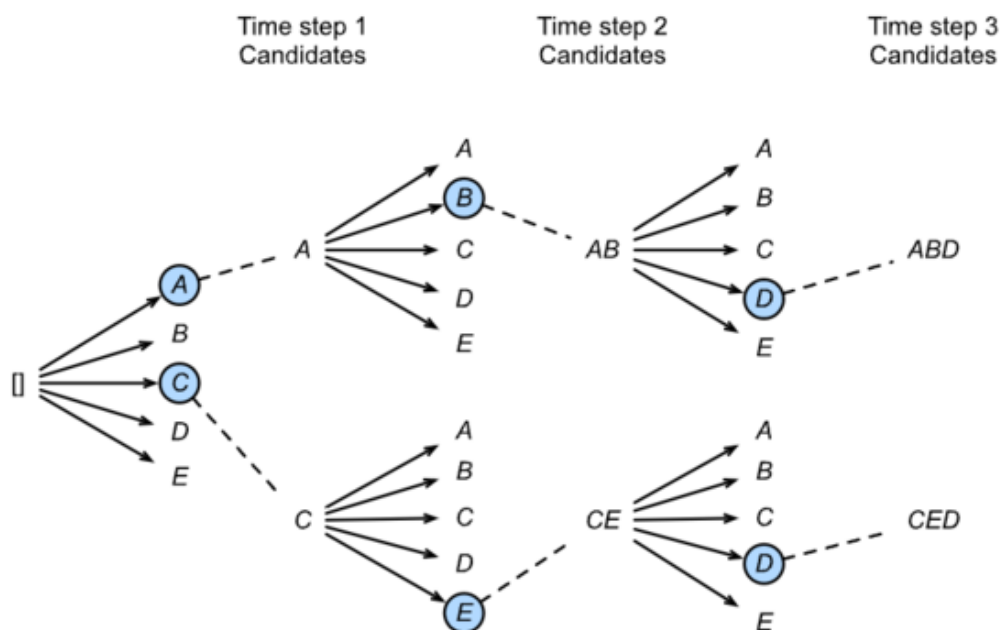 Time step 1
Candidates
Time step 2
Candidates
Time step 3
Candidates
[]
A
B
C
D
E
A
A
B
C
D
E
C
A
B
C
D
E
AB
A
B
C
D
E
CE
A
B
C
D
E
ABD
CED